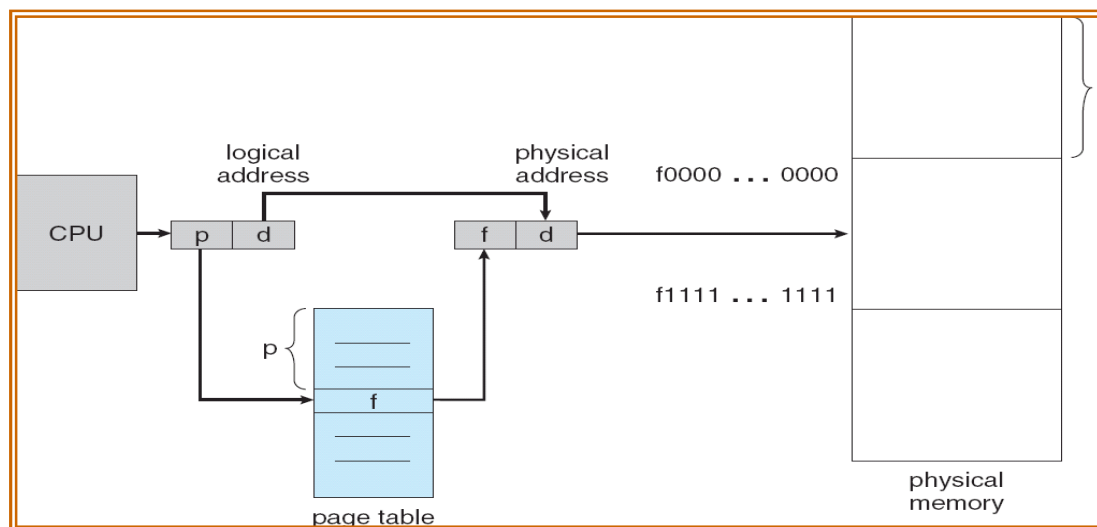 logical
address
physical
address
f0000 ... 0000
CPU
p
d
f
d
f1111 ... 1111
p
f
physical
memory
page table